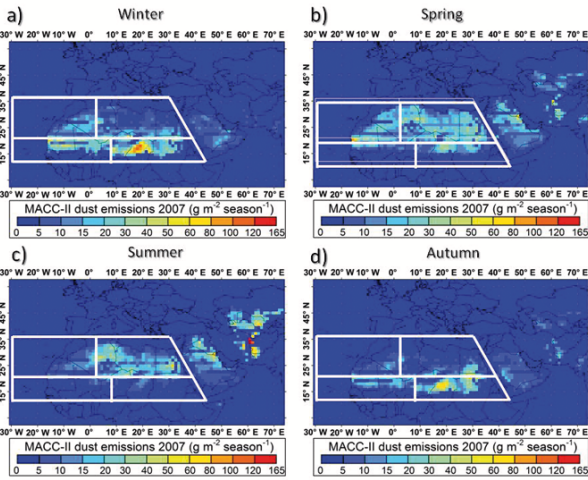 a) Winter
30° W 20° W 10° W 0° 10° E 20° E 30° E 40° E 50° E 60° E 70° E
45° N
35° N
25° N
15° N
30° W 20° W 10° W 0° 10° E 20° E 30° E 40° E 50° E 60° E 70° E
MACC-II dust emissions 2007 (g m⁻² season⁻¹)
0 5 10 15 20 30 40 50 60 80 100 120 165
b) Spring
30° W 20° W 10° W 0° 10° E 20° E 30° E 40° E 50° E 60° E 70° E
45° N
35° N
25° N
15° N
30° W 20° W 10° W 0° 10° E 20° E 30° E 40° E 50° E 60° E 70° E
MACC-II dust emissions 2007 (g m⁻² season⁻¹)
0 5 10 15 20 30 40 50 60 80 100 120 165
c) Summer
30° W 20° W 10° W 0° 10° E 20° E 30° E 40° E 50° E 60° E 70° E
45° N
35° N
25° N
15° N
30° W 20° W 10° W 0° 10° E 20° E 30° E 40° E 50° E 60° E 70° E
MACC-II dust emissions 2007 (g m⁻² season⁻¹)
0 5 10 15 20 30 40 50 60 80 100 120 165
d) Autumn
30° W 20° W 10° W 0° 10° E 20° E 30° E 40° E 50° E 60° E 70° E
45° N
35° N
25° N
15° N
30° W 20° W 10° W 0° 10° E 20° E 30° E 40° E 50° E 60° E 70° E
MACC-II dust emissions 2007 (g m⁻² season⁻¹)
0 5 10 15 20 30 40 50 60 80 100 120 165